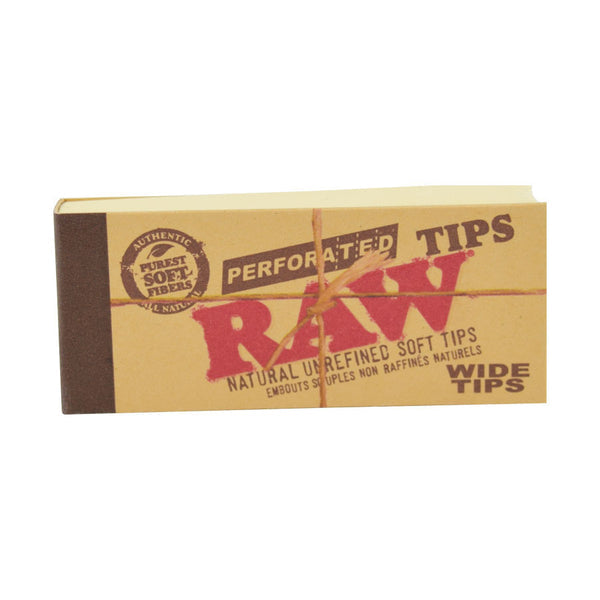 AUTHENTIC
PUREST
SOFT
FIBERS
ALL NATURAL
PERFORATED TIPS
RAW
NATURAL UNREFINED SOFT TIPS
EMBOUTS SOUPLES NON RAFFINÉS NATURELS
WIDE
TIPS